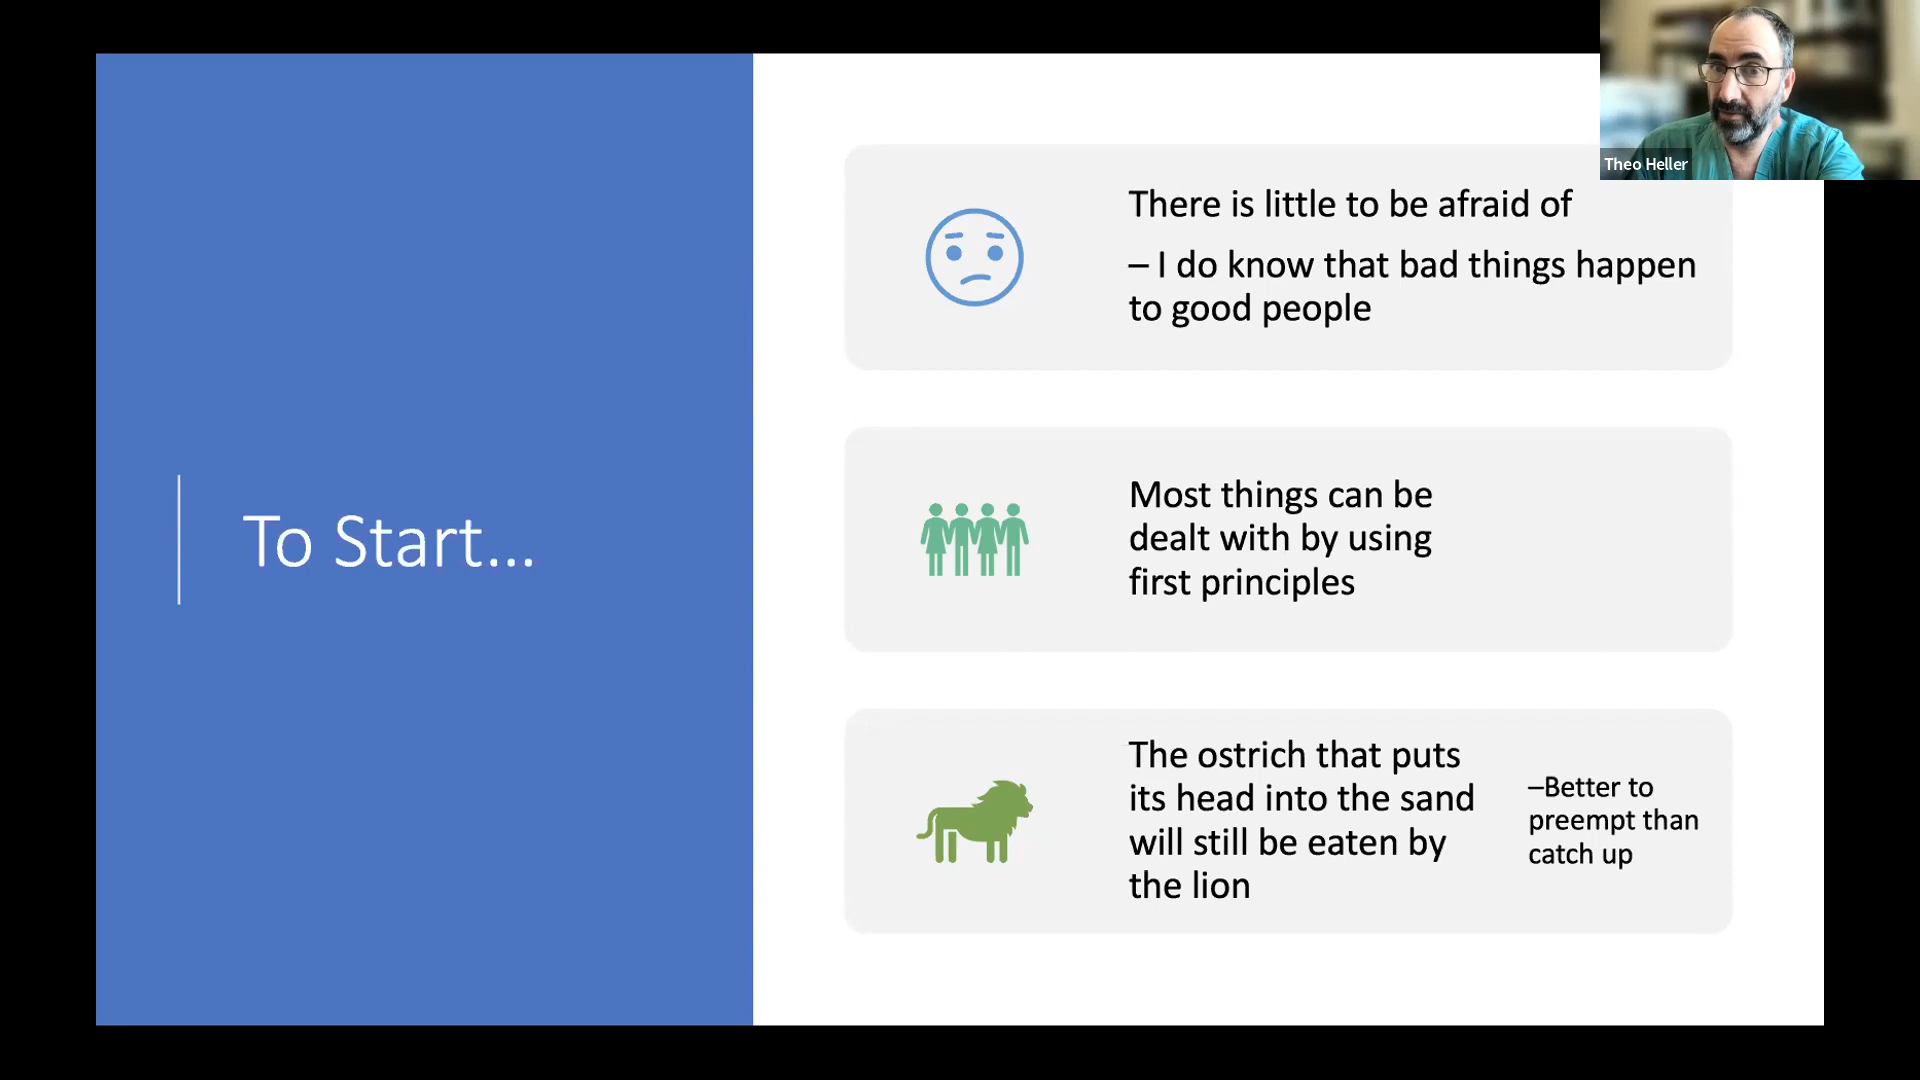 To Start...
There is little to be afraid of
– I do know that bad things happen
to good people
Most things can be
dealt with by using
first principles
The ostrich that puts
its head into the sand
will still be eaten by
the lion
–Better to
preempt than
catch up
Theo Heller